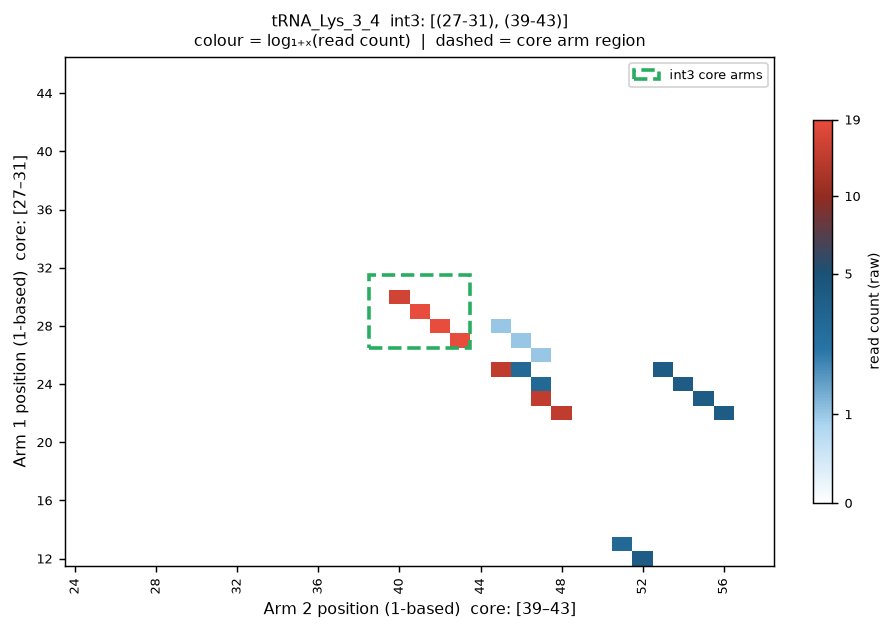 tRNA_Lys_3_4  int3: [(27-31), (39-43)]
colour = log₁₊ₓ(read count)  |  dashed = core arm region
int3 core arms
Arm 1 position (1-based)  core: [27–31]
44
40
36
32
28
24
20
16
12
24 28 32 36 40 44 48 52 56
Arm 2 position (1-based)  core: [39–43]
19
10
5
1
0
read count (raw)